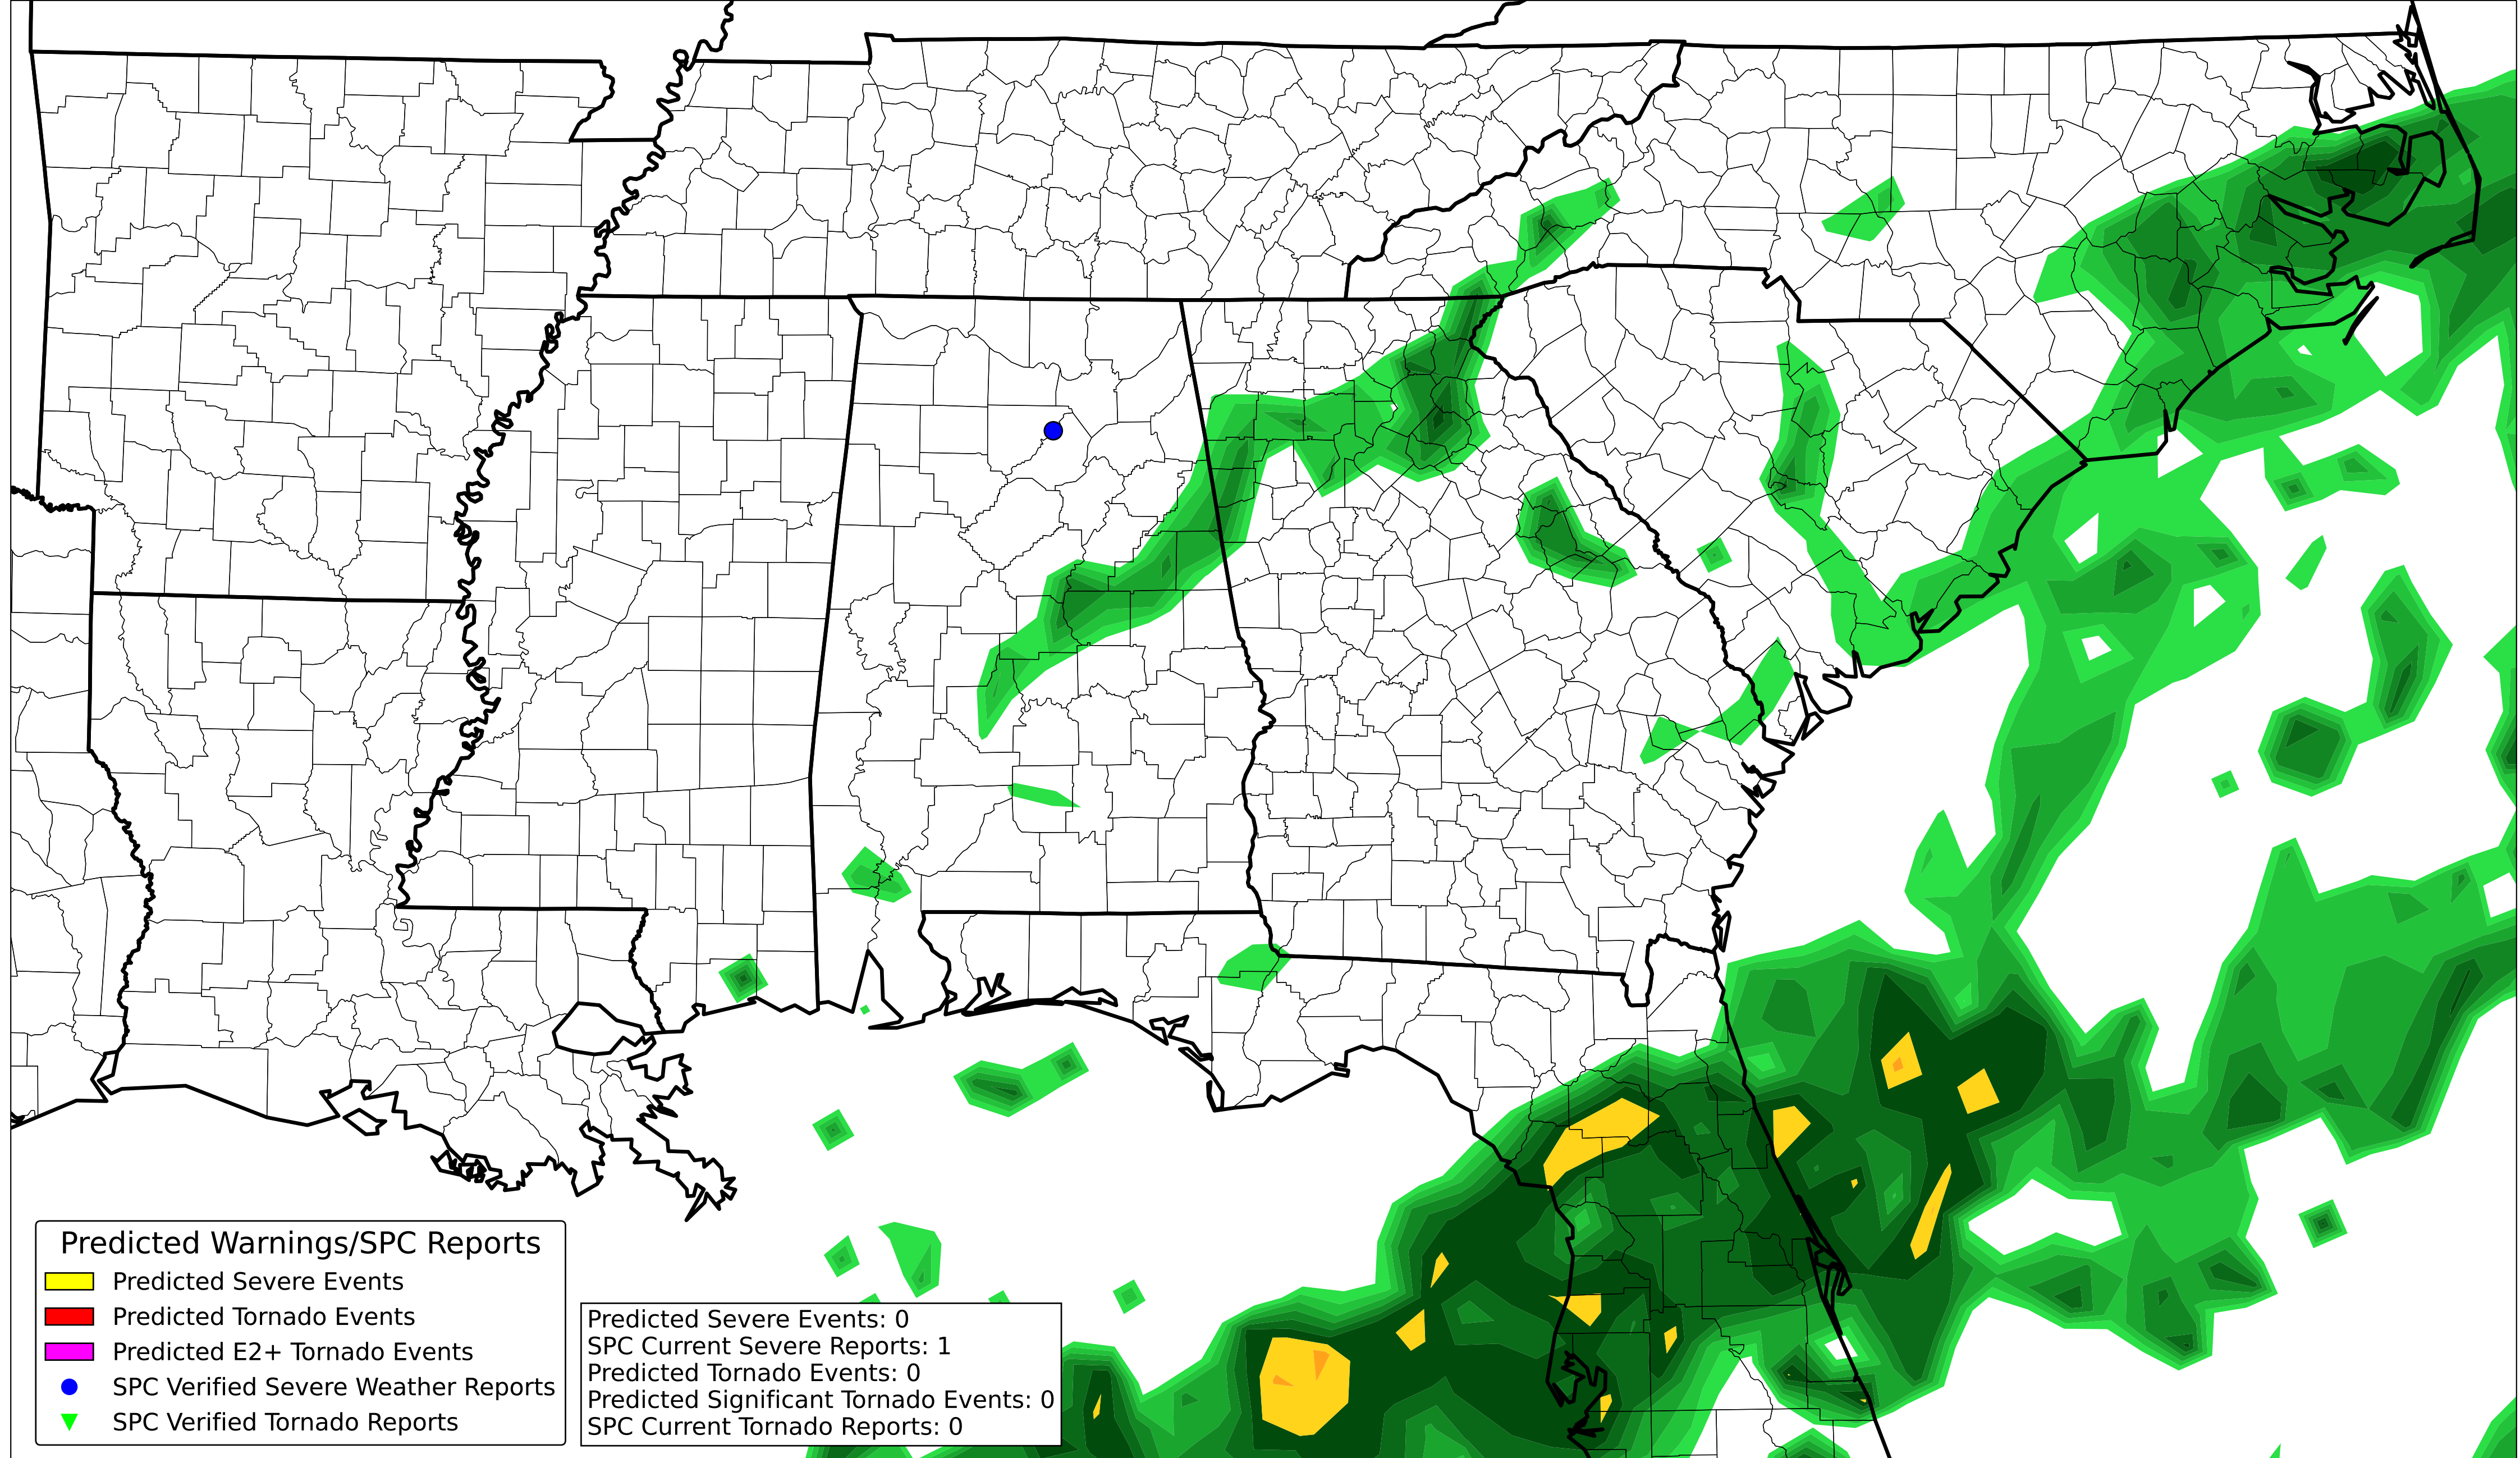 Predicted Warnings/SPC Reports
Predicted Severe Events
Predicted Tornado Events
Predicted E2+ Tornado Events
SPC Verified Severe Weather Reports
SPC Verified Tornado Reports
Predicted Severe Events: 0
SPC Current Severe Reports: 1
Predicted Tornado Events: 0
Predicted Significant Tornado Events: 0
SPC Current Tornado Reports: 0